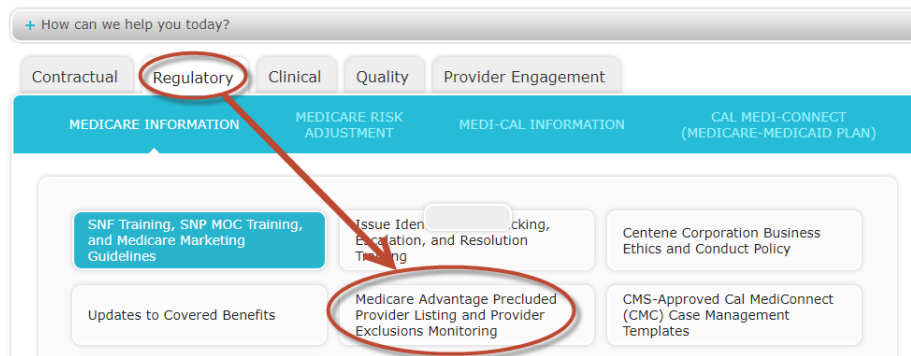 + How can we help you today?
Contractual Regulatory Clinical Quality Provider Engagement
MEDICARE INFORMATION
MEDICARE RISK
ADJUSTMENT
MEDI-CAL INFORMATION
CAL MEDI-CONNECT
(MEDICARE-MEDICAID PLAN)
SNF Training, SNP MOC Training,
and Medicare Marketing
Guidelines
Issue
Escalation, and Resolution
Centene Corporation Business
Ethics and Conduct Policy
Updates to Covered Benefits
Medicare Advantage Precluded
Provider Listing and Provider
Exclusions Monitoring
CMS-Approved Cal MediConnect
(CMC) Case Management
Templates